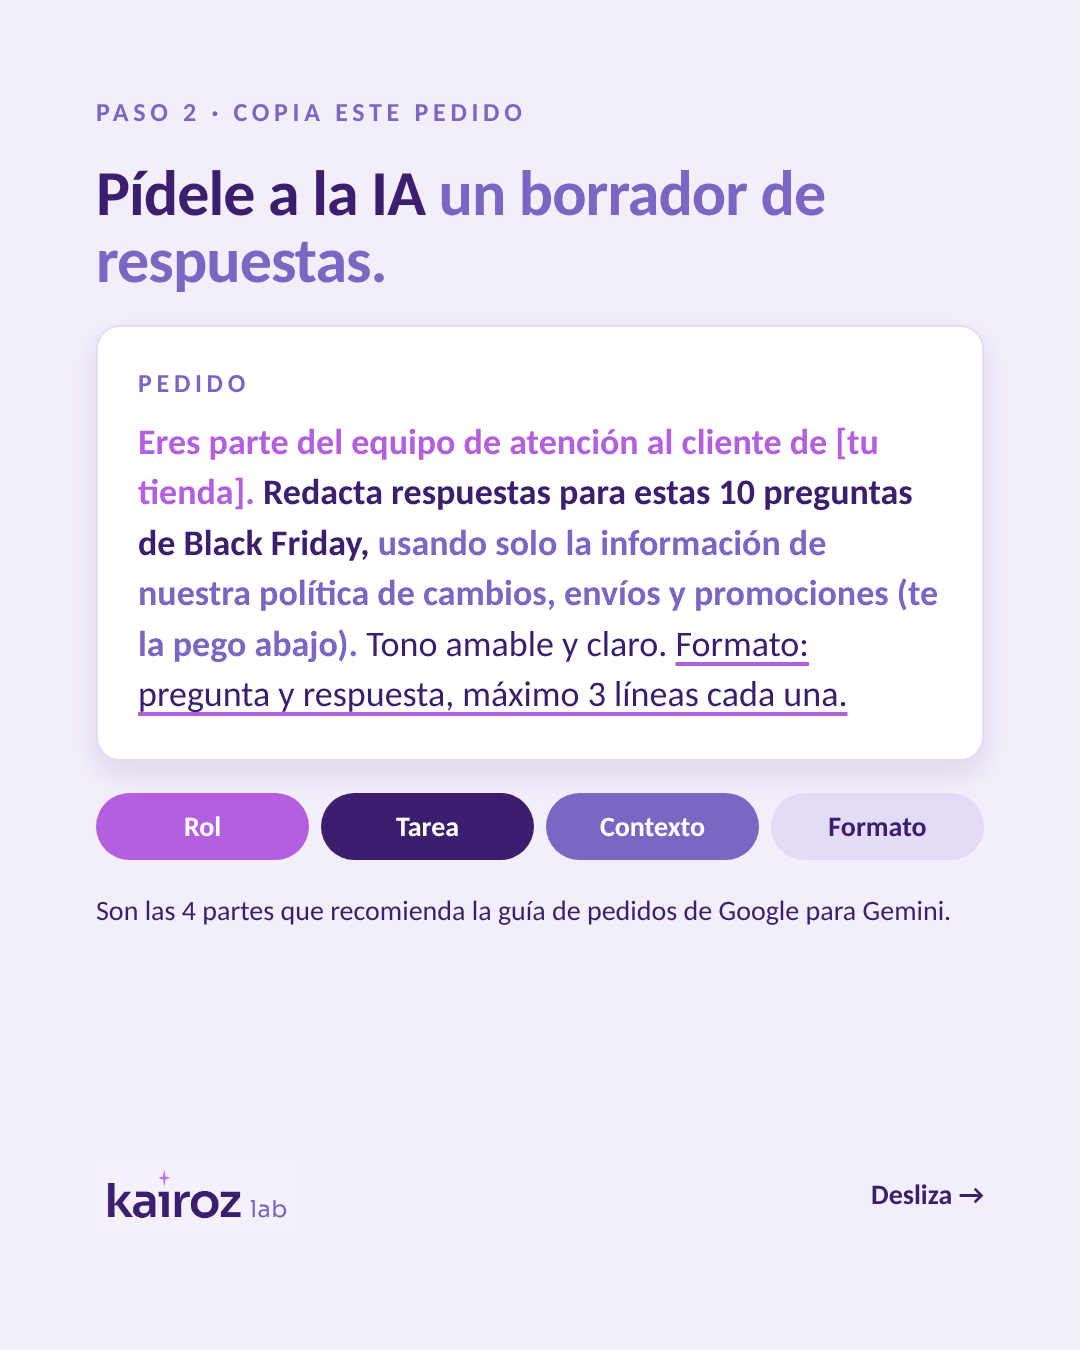 PASO 2 · COPIA ESTE PEDIDO
Pídele a la IA un borrador de
respuestas.
PEDIDO
Eres parte del equipo de atención al cliente de [tu
tienda]. Redacta respuestas para estas 10 preguntas
de Black Friday, usando solo la información de
nuestra política de cambios, envíos y promociones (te
la pego abajo). Tono amable y claro. Formato:
pregunta y respuesta, máximo 3 líneas cada una.
Rol
Tarea
Contexto
Formato
Son las 4 partes que recomienda la guía de pedidos de Google para Gemini.
kairoz lab
Desliza →